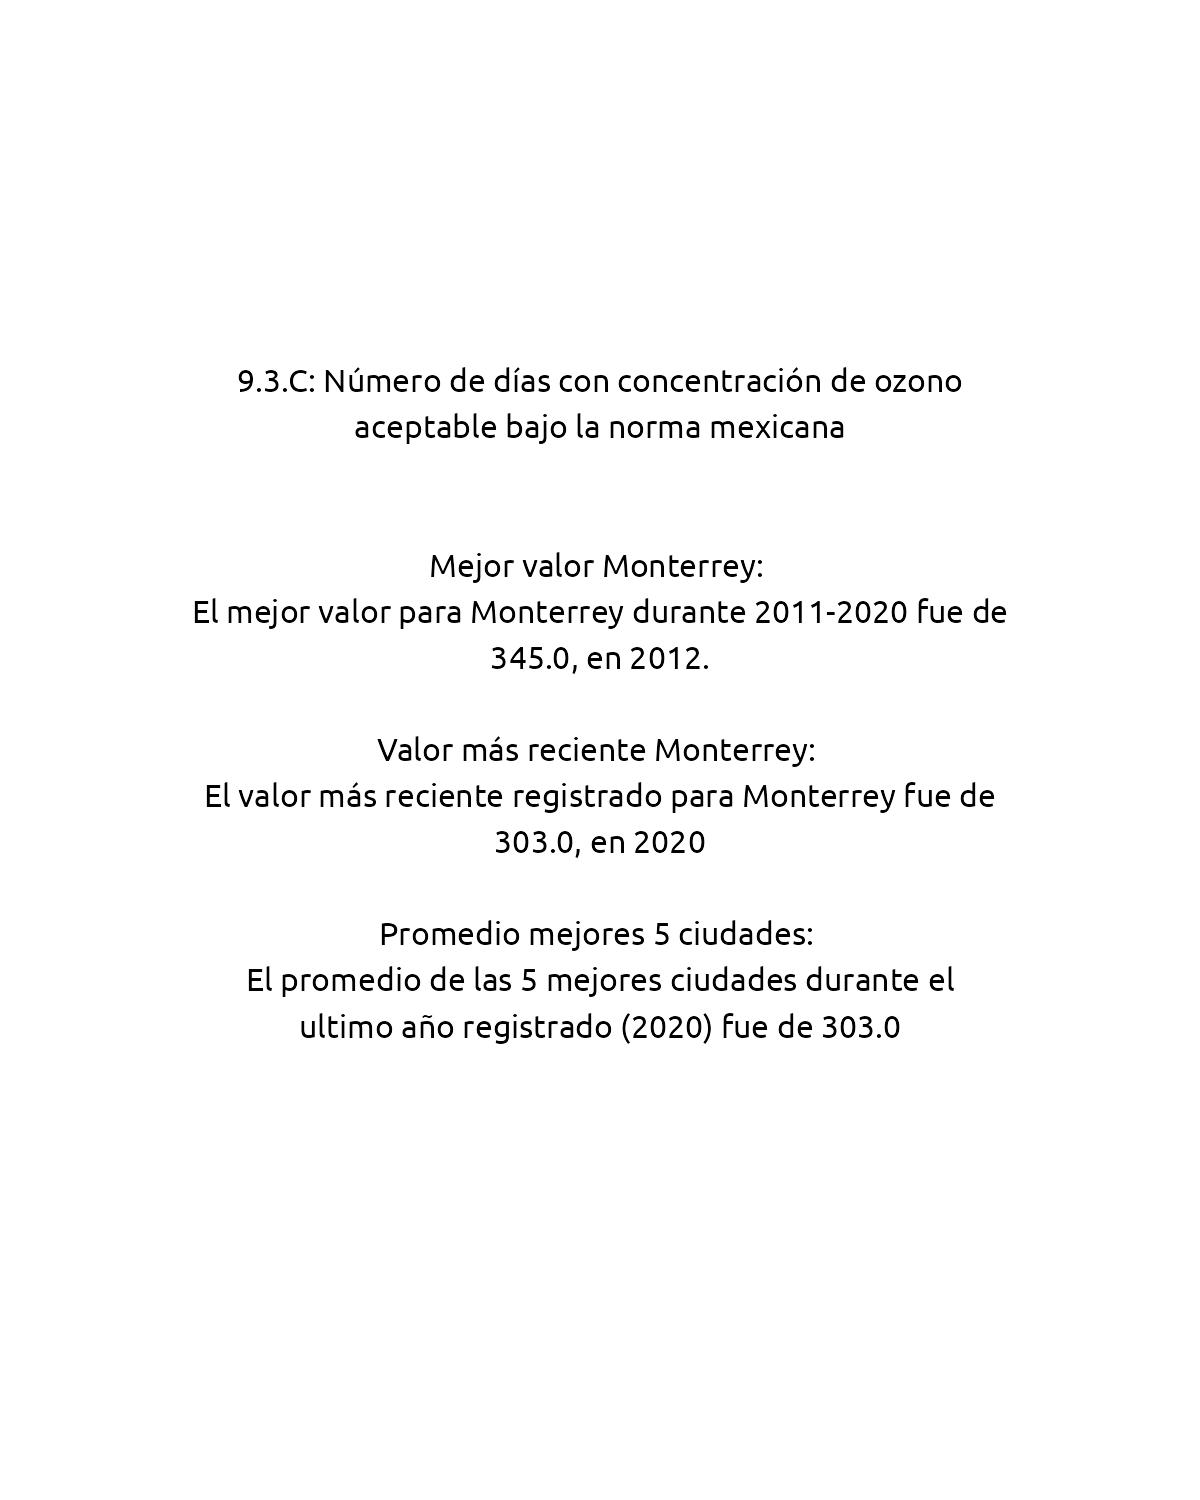 9.3.C: Número de días con concentración de ozono
aceptable bajo la norma mexicana
Mejor valor Monterrey:
El mejor valor para Monterrey durante 2011-2020 fue de
345.0, en 2012.
Valor más reciente Monterrey:
El valor más reciente registrado para Monterrey fue de
303.0, en 2020
Promedio mejores 5 ciudades:
El promedio de las 5 mejores ciudades durante el
ultimo año registrado (2020) fue de 303.0